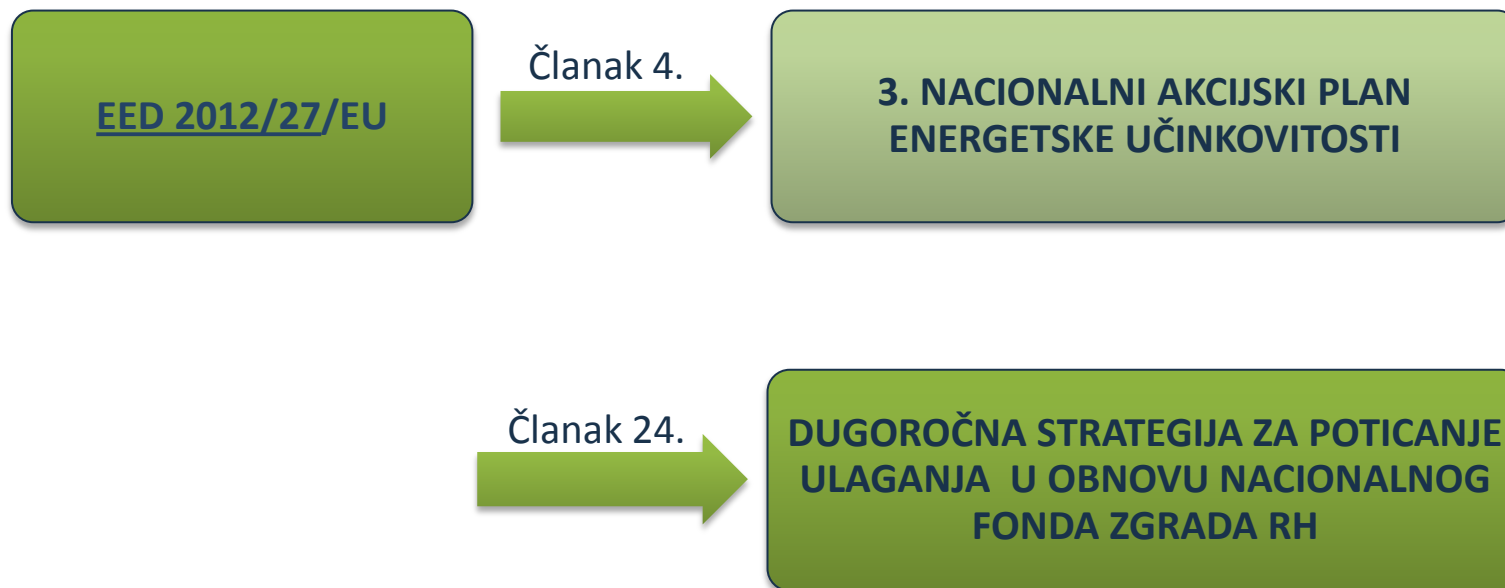 EED 2012/27/EU
Članak 4.
3. NACIONALNI AKCIJSKI PLAN
ENERGETSKE UČINKOVITOSTI
Članak 24.
DUGOROČNA STRATEGIJA ZA POTICANJE
ULAGANJA U OBNOVU NACIONALNOG
FONDA ZGRADA RH